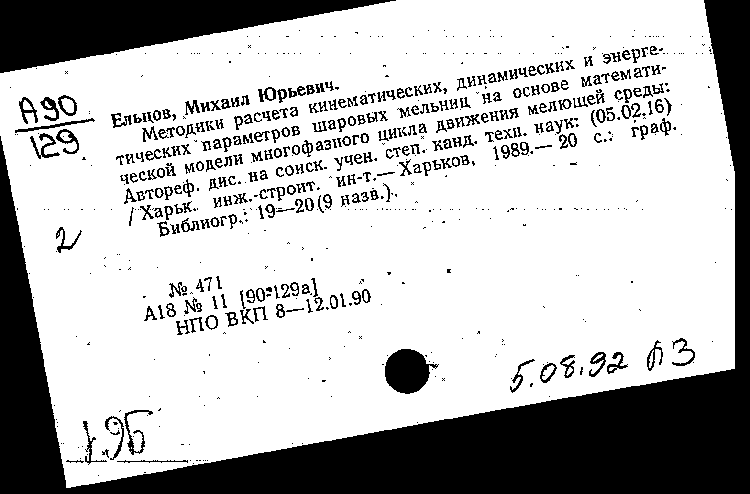 А90
129
Ельцов, Михаил Юрьевич.
Методики расчета кинематических, динамических и энерге-
тических параметров шаровых мельниц на основе математи-
ческой модели многофазного цикла движения мелющей среды:
Автореф. дис. на соиск. учен. степ. канд. техн. наук: (05.02.16)
/ Харьк. инж.-строит. ин-т.— Харьков, 1989.— 20 с.: граф.
Библиогр.: 19—20 (9 назв.).
2
№ 471
А18 № 11 [90-129а]
НПО ВКП 8—12.01.90
5.08.92
1.9Б